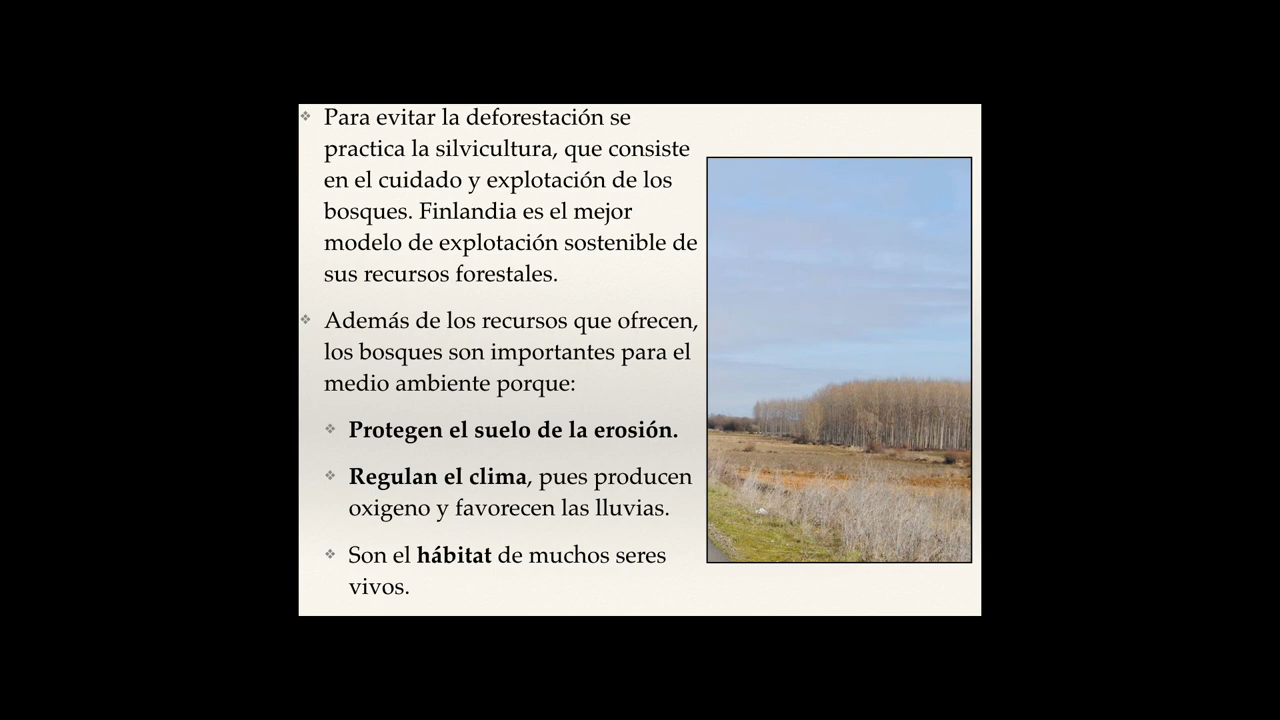 Para evitar la deforestación se
practica la silvicultura, que consiste
en el cuidado y explotación de los
bosques. Finlandia es el mejor
modelo de explotación sostenible de
sus recursos forestales.
Además de los recursos que ofrecen,
los bosques son importantes para el
medio ambiente porque:
Protegen el suelo de la erosión.
Regulan el clima, pues producen
oxigeno y favorecen las lluvias.
Son el hábitat de muchos seres
vivos.